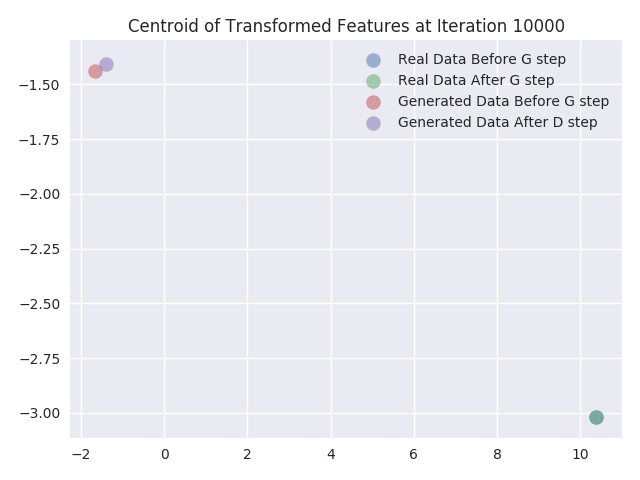 Centroid of Transformed Features at Iteration 10000
Real Data Before G step
Real Data After G step
Generated Data Before G step
Generated Data After D step
−1.50
−1.75
−2.00
−2.25
−2.50
−2.75
−3.00
−2 0 2 4 6 8 10